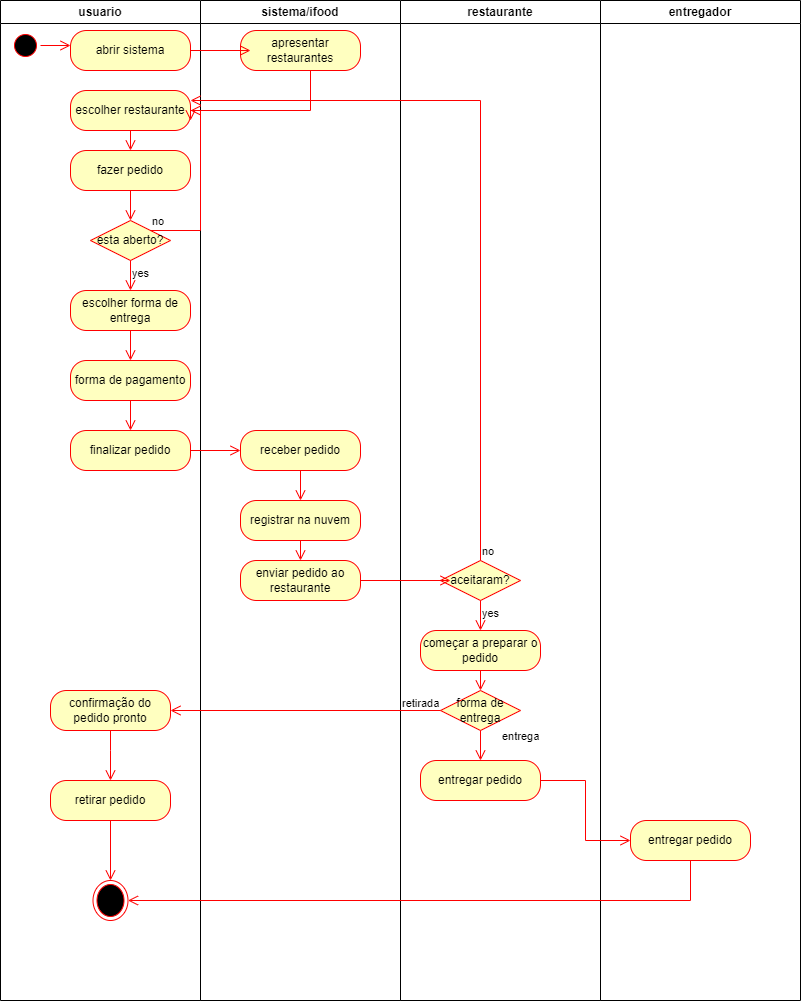 usuario
sistema/ifood
restaurante
entregador
abrir sistema
apresentar
restaurantes
escolher restaurante
fazer pedido
no
esta aberto?
yes
escolher forma de
entrega
forma de pagamento
finalizar pedido
receber pedido
registrar na nuvem
enviar pedido ao
restaurante
no
aceitaram?
yes
começar a preparar o
pedido
forma de
entrega
retirada
entrega
confirmação do
pedido pronto
retirar pedido
entregar pedido
entregar pedido